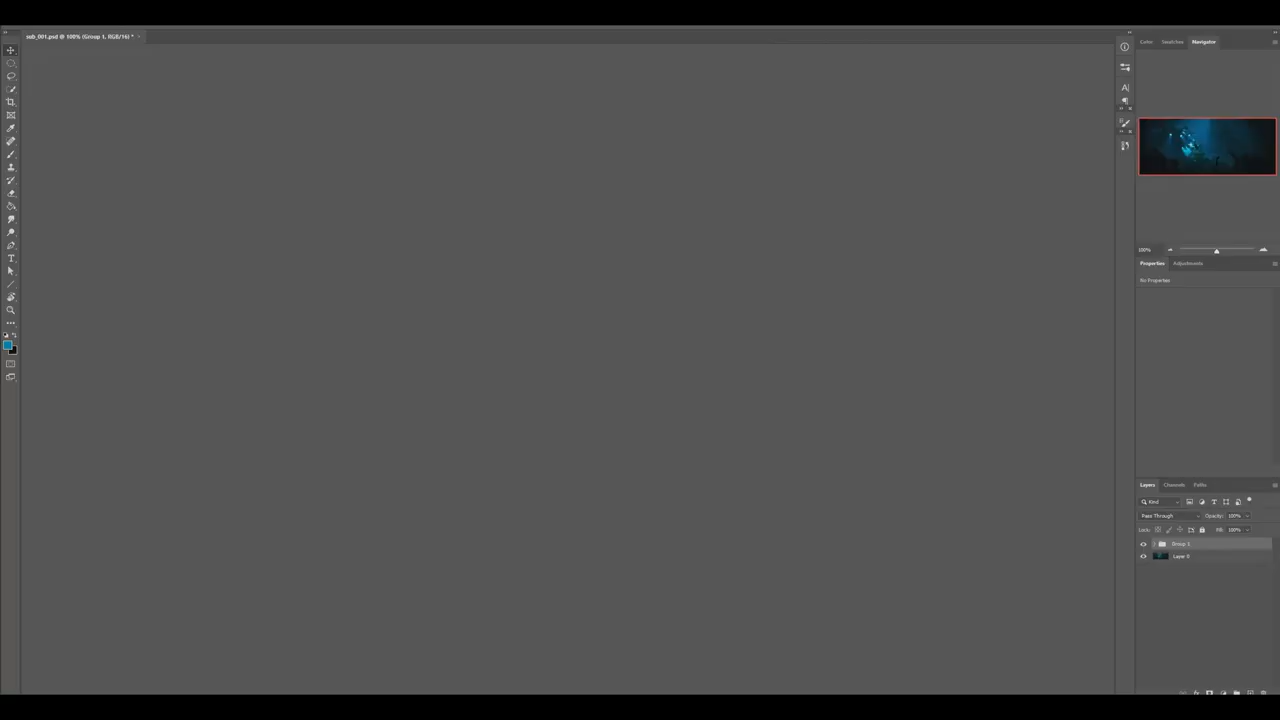 sub_001.psd @ 100% (Group 1, RGB/16) *
Color Swatches Navigator
100%
Properties Adjustments
No Properties
Layers Channels Paths
Kind
Pass Through Opacity: 100%
Lock: Fill: 100%
Group 1
Layer 0